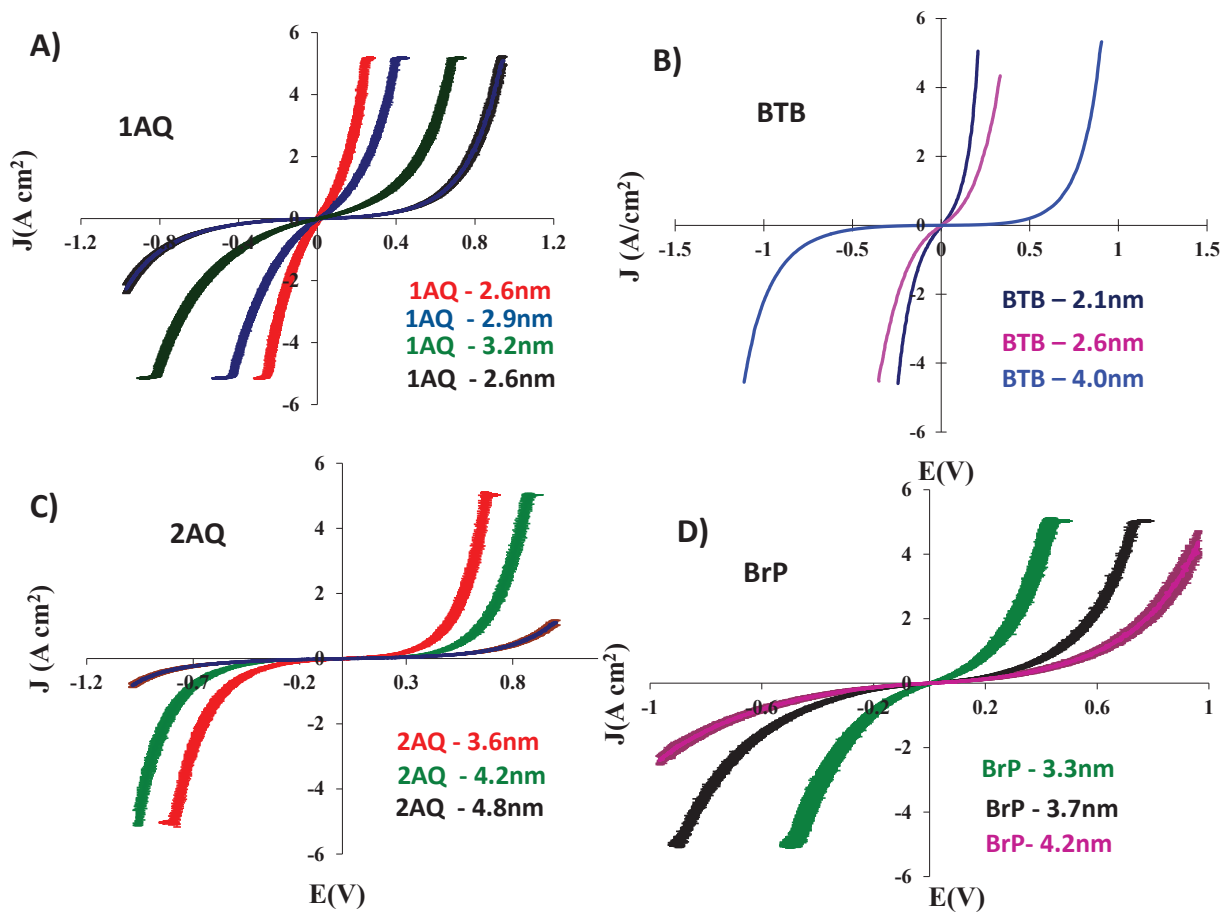 A)
1AQ
J(A cm²)
6
4
2
0
-2
-4
-6
-1.2
-0.8
-0.4
0
0.4
0.8
1.2
1AQ - 2.6nm
1AQ - 2.9nm
1AQ - 3.2nm
1AQ - 2.6nm
B)
BTB
J (A/cm²)
6
4
2
0
-2
-4
-6
-1.5
-1
-0.5
0
0.5
1
1.5
BTB – 2.1nm
BTB – 2.6nm
BTB – 4.0nm
E(V)
C)
2AQ
J (A cm²)
6
4
2
0
-2
-4
-6
-1.2
-0.7
-0.2
0.3
0.8
2AQ - 3.6nm
2AQ - 4.2nm
2AQ - 4.8nm
E(V)
D)
BrP
J(A cm²)
6
4
2
0
-2
-4
-6
-1
-0.6
-0.2
0.2
0.6
1
BrP - 3.3nm
BrP - 3.7nm
BrP- 4.2nm
E(V)